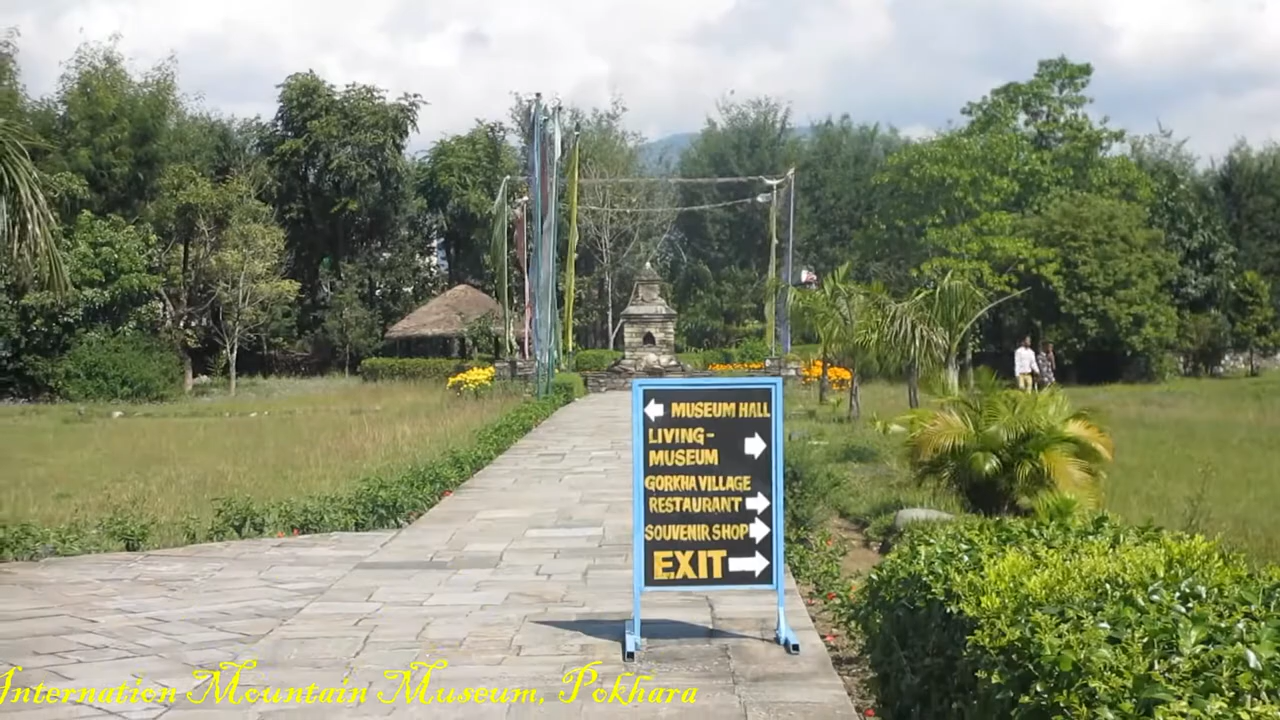 MUSEUM HALL
LIVING-
MUSEUM
GORKHA VILLAGE
RESTAURANT
SOUVENIR SHOP
EXIT
Internation Mountain Museum, Pokhara